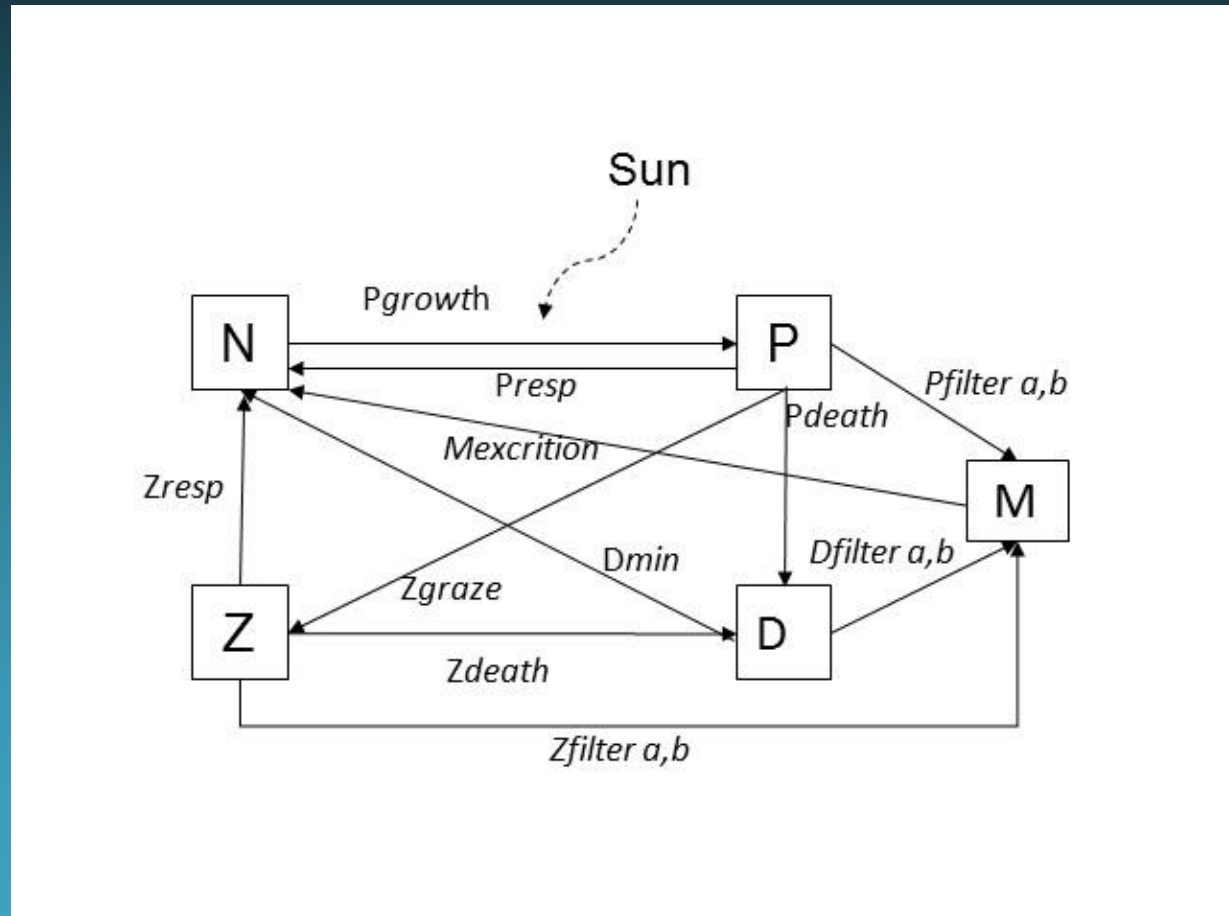 Sun
Pgrowth
N
P
Presp
Pfilter a,b
Pdeath
Mexcrition
Zresp
M
Dmin
Dfilter a,b
Zgraze
Z
D
Zdeath
Zfilter a,b